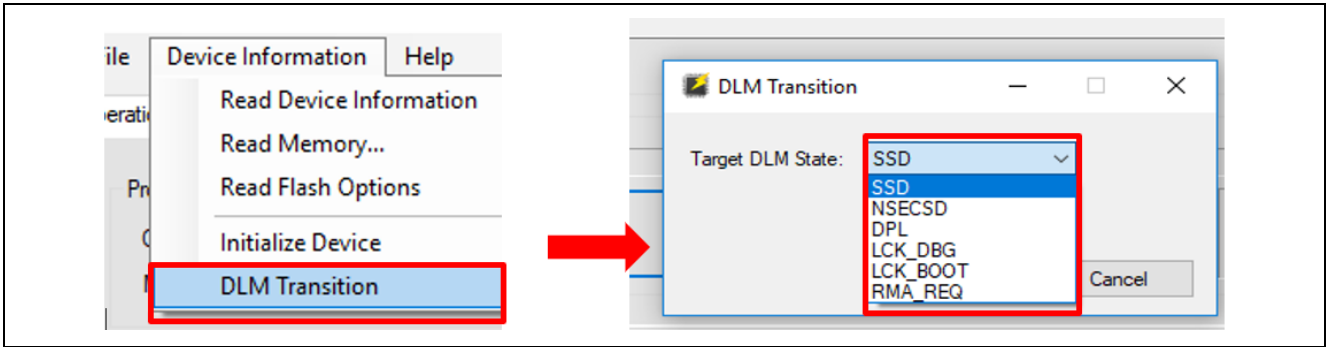 ile Device Information Help
Read Device Information
Read Memory...
Read Flash Options
Initialize Device
DLM Transition
DLM Transition
Target DLM State: SSD
SSD
NSECSD
DPL
LCK_DBG
LCK_BOOT
RMA_REQ
Cancel